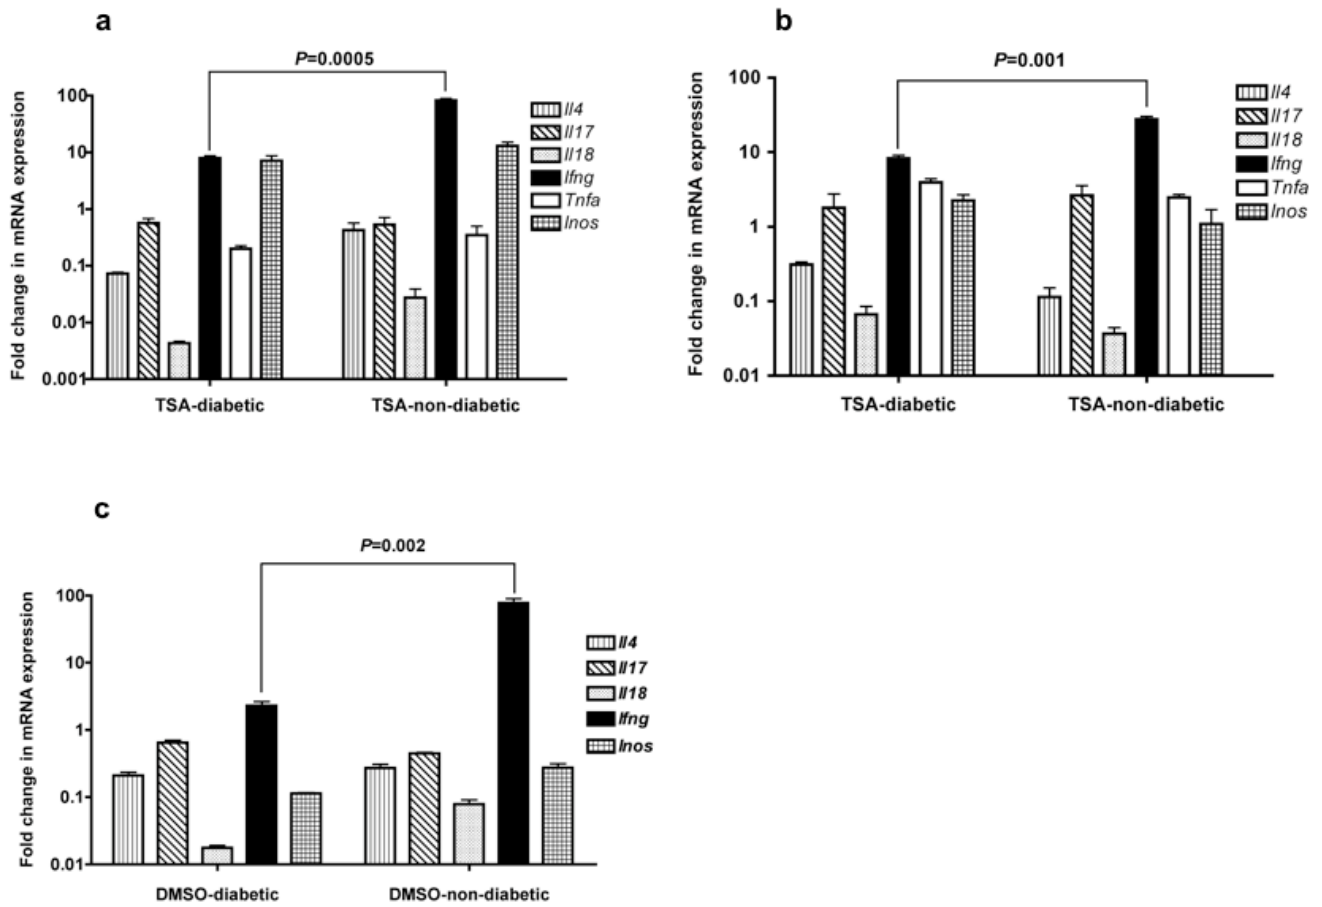 a
P=0.0005
Fold change in mRNA expression
100
10
1
0.1
0.01
0.001
TSA-diabetic
TSA-non-diabetic
Il4
Il17
Il18
Ifng
Tnfa
Inos
b
P=0.001
Fold change in mRNA expression
100
10
1
0.1
0.01
TSA-diabetic
TSA-non-diabetic
Il4
Il17
Il18
Ifng
Tnfa
Inos
c
P=0.002
Fold change in mRNA expression
100
10
1
0.1
0.01
DMSO-diabetic
DMSO-non-diabetic
Il4
Il17
Il18
Ifng
Inos